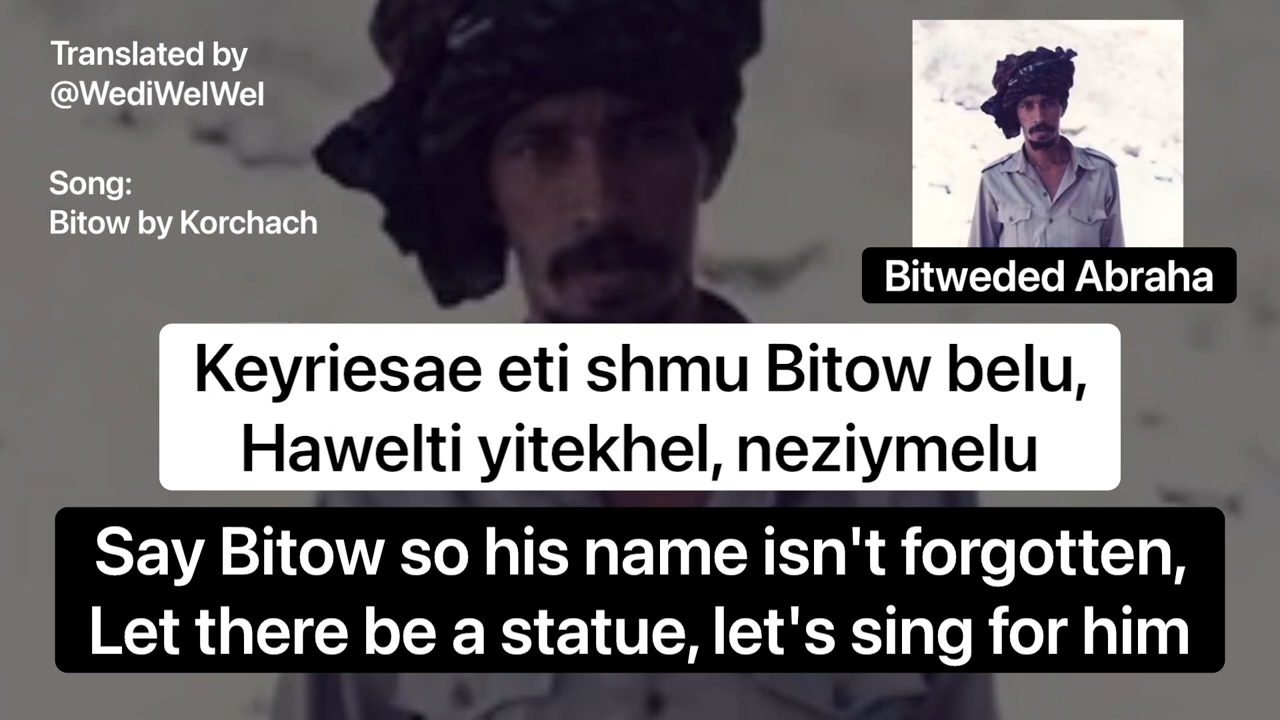 Translated by
@WediWelWel
Song:
Bitow by Korchach
Bitweded Abraha
Keyriesae eti shmu Bitow belu,
Hawelti yitekhel, neziymelu
Say Bitow so his name isn't forgotten,
Let there be a statue, let's sing for him